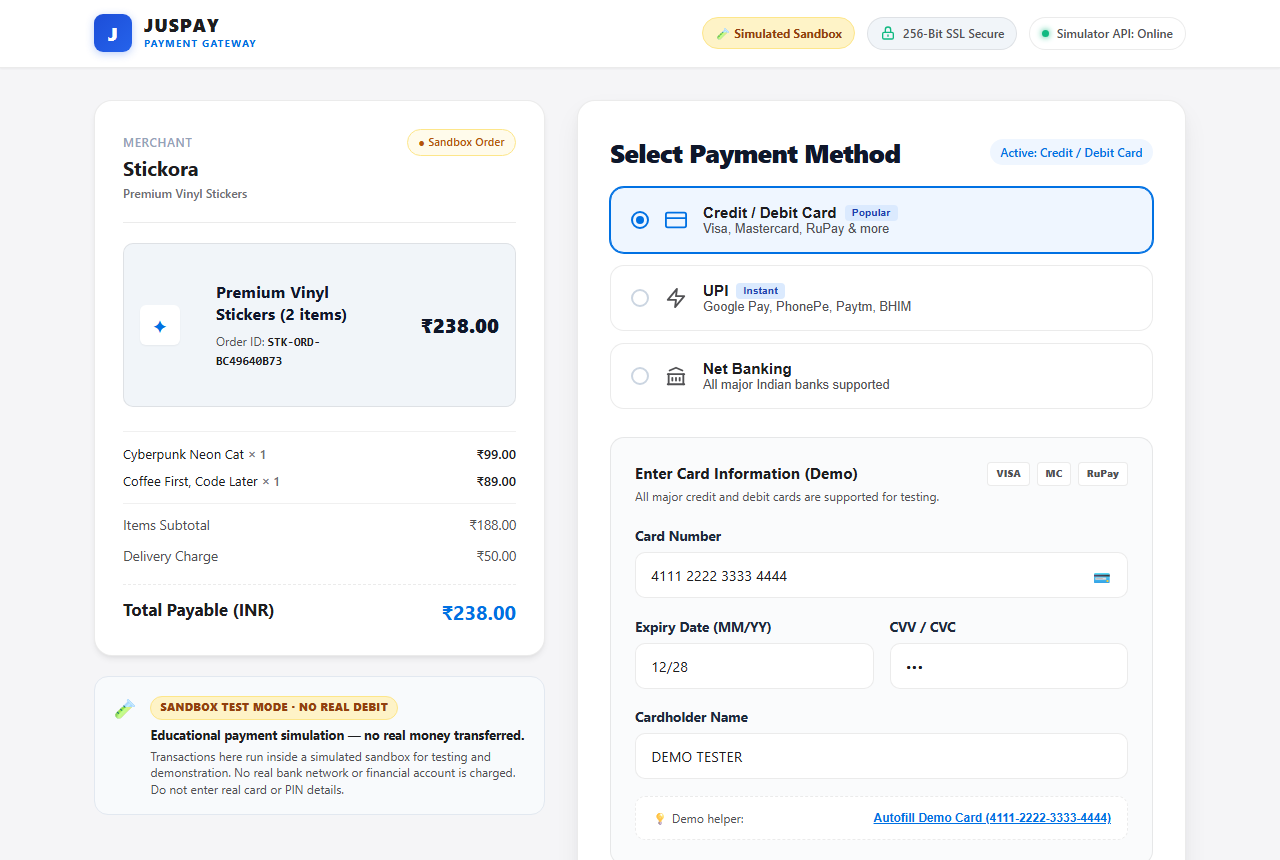 J
JUSPAY
PAYMENT GATEWAY
Simulated Sandbox
256-Bit SSL Secure
Simulator API: Online
MERCHANT
Sandbox Order
Stickora
Premium Vinyl Stickers
Premium Vinyl
Stickers (2 items)
Order ID: STK-ORD-
BC49640B73
₹238.00
Cyberpunk Neon Cat × 1 ₹99.00
Coffee First, Code Later × 1 ₹89.00
Items Subtotal ₹188.00
Delivery Charge ₹50.00
Total Payable (INR) ₹238.00
SANDBOX TEST MODE • NO REAL DEBIT
Educational payment simulation — no real money transferred.
Transactions here run inside a simulated sandbox for testing and
demonstration. No real bank network or financial account is charged.
Do not enter real card or PIN details.
Select Payment Method
Active: Credit / Debit Card
Credit / Debit Card Popular
Visa, Mastercard, RuPay & more
UPI Instant
Google Pay, PhonePe, Paytm, BHIM
Net Banking
All major Indian banks supported
Enter Card Information (Demo)
VISA MC RuPay
All major credit and debit cards are supported for testing.
Card Number
4111 2222 3333 4444
Expiry Date (MM/YY) CVV / CVC
12/28 •••
Cardholder Name
DEMO TESTER
Demo helper: Autofill Demo Card (4111-2222-3333-4444)